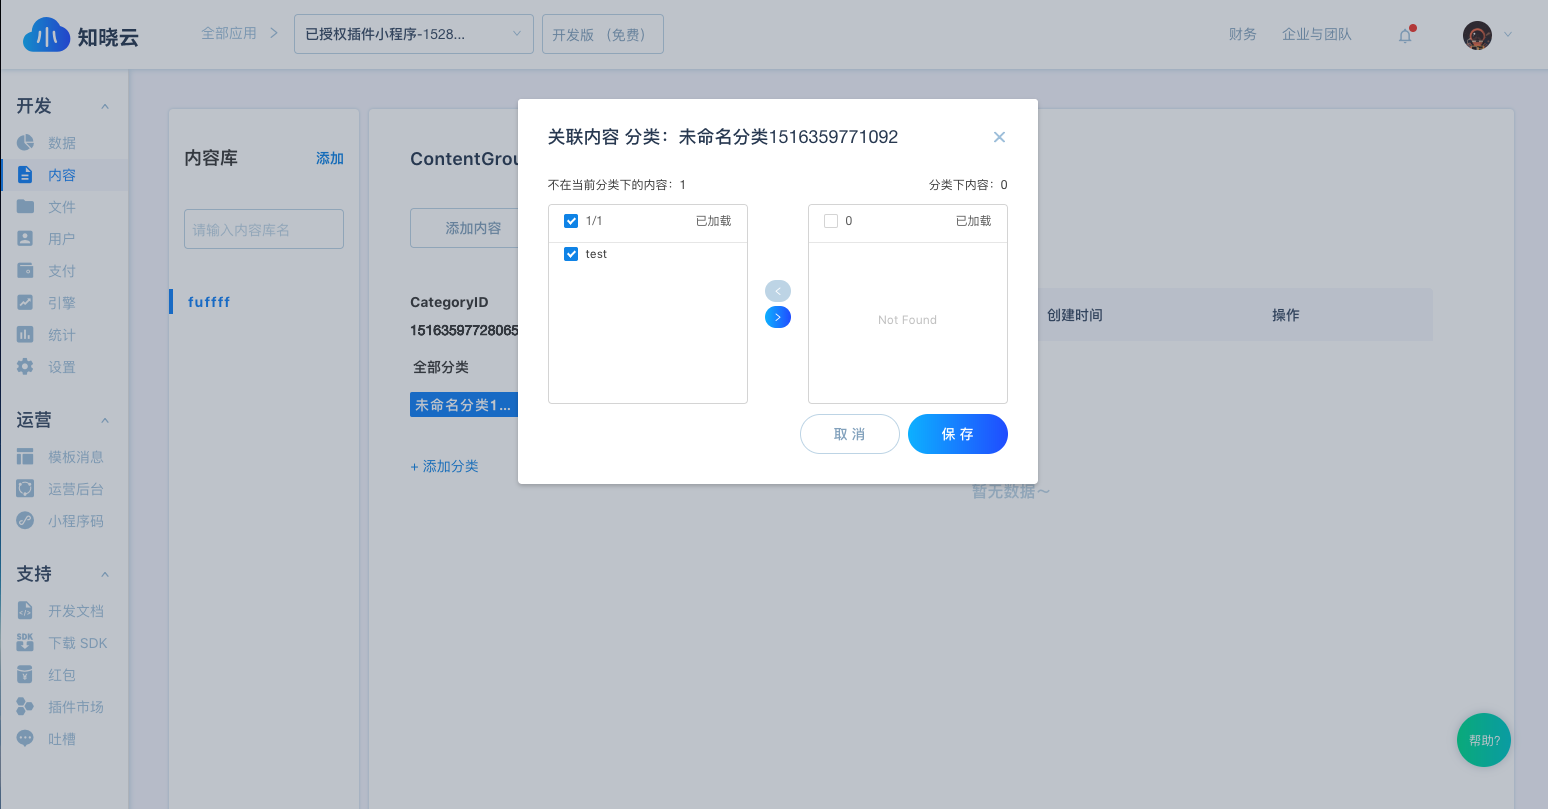 知晓云
全部应用 >
已授权插件小程序-1528...
开发版 （免费）
财务
企业与团队
开发
数据
内容
文件
用户
支付
引擎
统计
设置
运营
模板消息
运营后台
小程序码
支持
开发文档
SDK
下载 SDK
红包
插件市场
吐槽
内容库
添加
请输入内容库名
fuffff
ContentGrou
添加内容
CategoryID
15163597728065
全部分类
未命名分类1...
+ 添加分类
创建时间
操作
暂无数据～
关联内容 分类：未命名分类1516359771092
不在当前分类下的内容：1
1/1
已加载
test
<
>
分类下内容：0
0
已加载
Not Found
取 消
保 存
帮助?